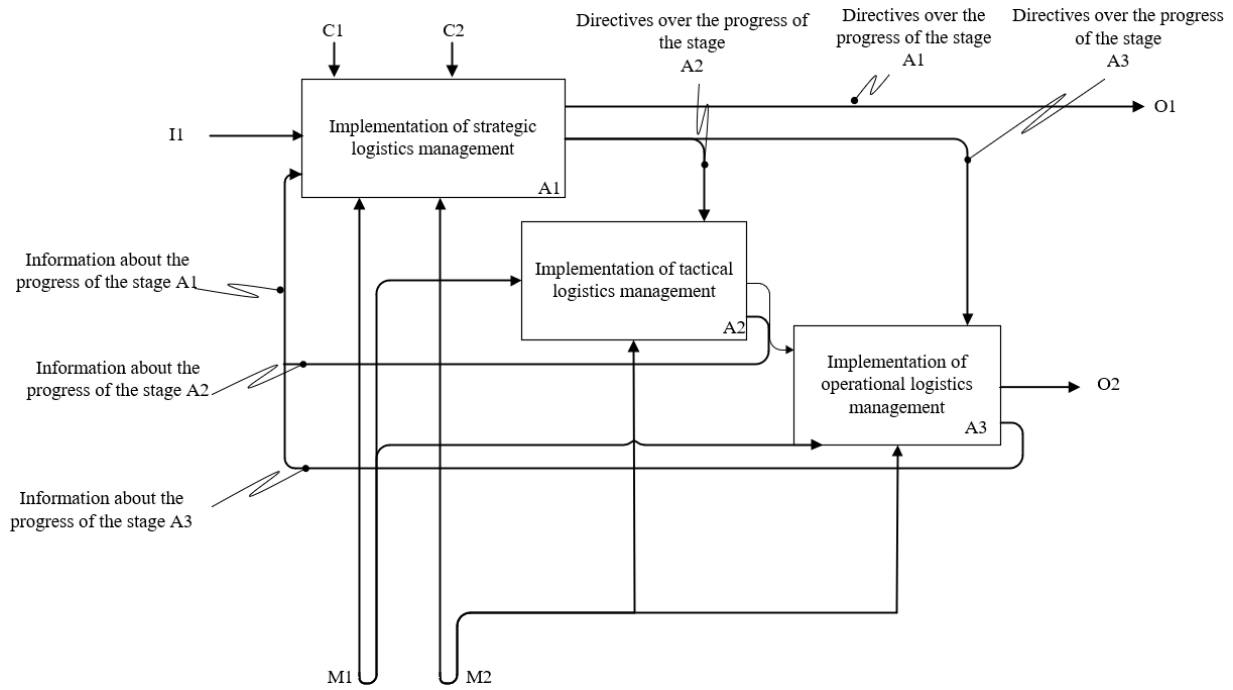 C1
C2
Directives over the progress of
the stage
A2
Directives over the
progress of the stage
A1
Directives over the progress
of the stage
A3
I1
Implementation of strategic
logistics management
A1
O1
Information about the
progress of the stage A1
Implementation of tactical
logistics management
A2
Information about the
progress of the stage A2
Implementation of
operational logistics
management
A3
O2
Information about the
progress of the stage A3
M1
M2